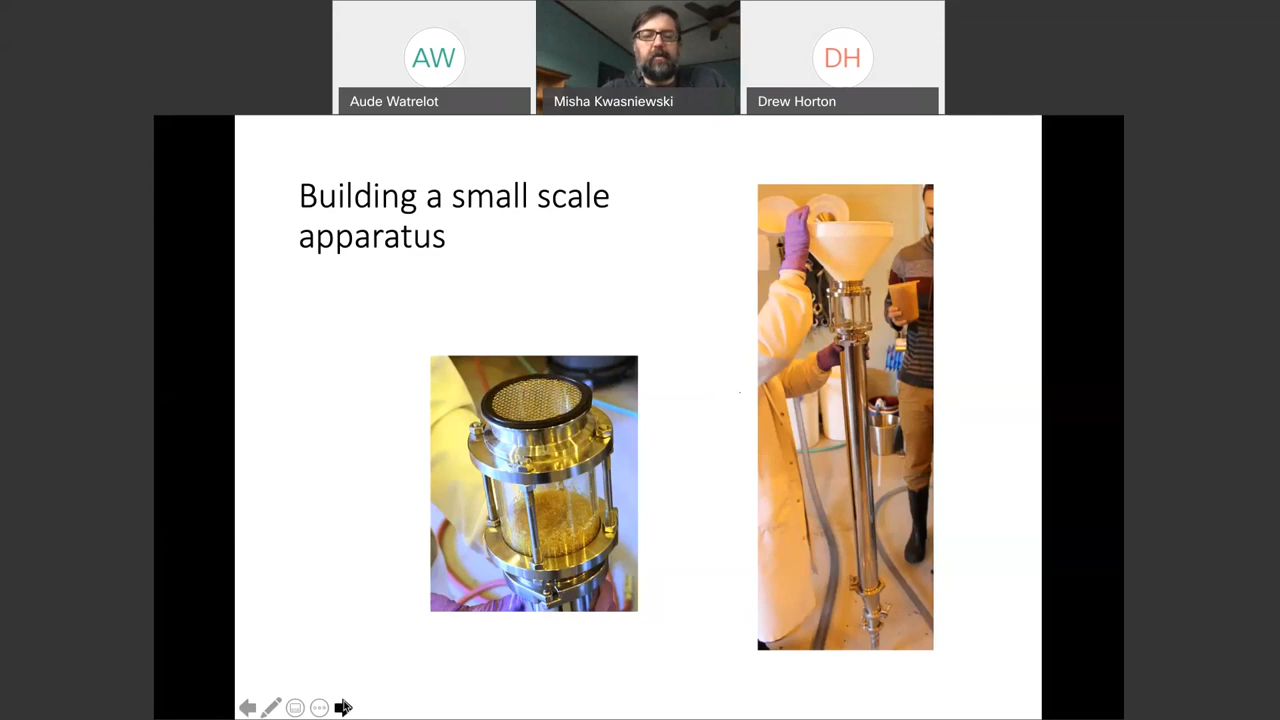 AW
DH
Aude Watrelot
Misha Kwasniewski
Drew Horton
Building a small scale
apparatus